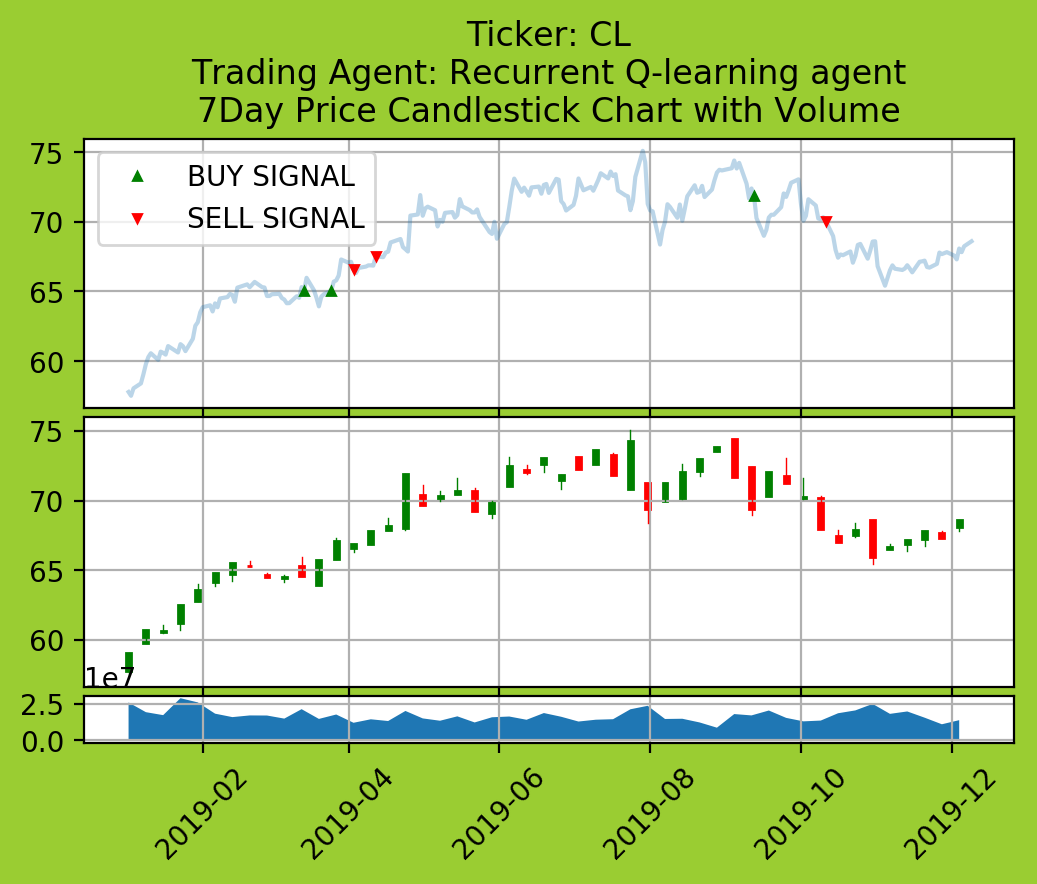 Ticker: CL
Trading Agent: Recurrent Q-learning agent
7Day Price Candlestick Chart with Volume
75
70
65
60
BUY SIGNAL
SELL SIGNAL
75
70
65
60
1e7
2.5
0.0
2019-02
2019-04
2019-06
2019-08
2019-10
2019-12